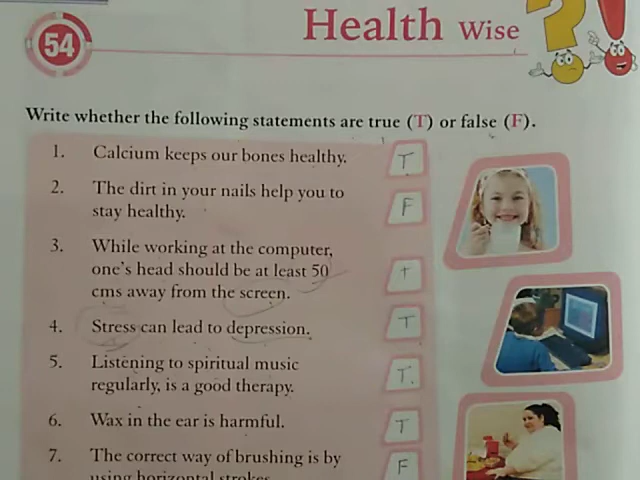 54
Health Wise
Write whether the following statements are true (T) or false (F).
1. Calcium keeps our bones healthy. T
2. The dirt in your nails help you to
stay healthy. F
3. While working at the computer,
one's head should be at least 50
cms away from the screen. T
4. Stress can lead to depression. T
5. Listening to spiritual music
regularly, is a good therapy. T.
6. Wax in the ear is harmful. T
7. The correct way of brushing is by F
using horizontal strokes